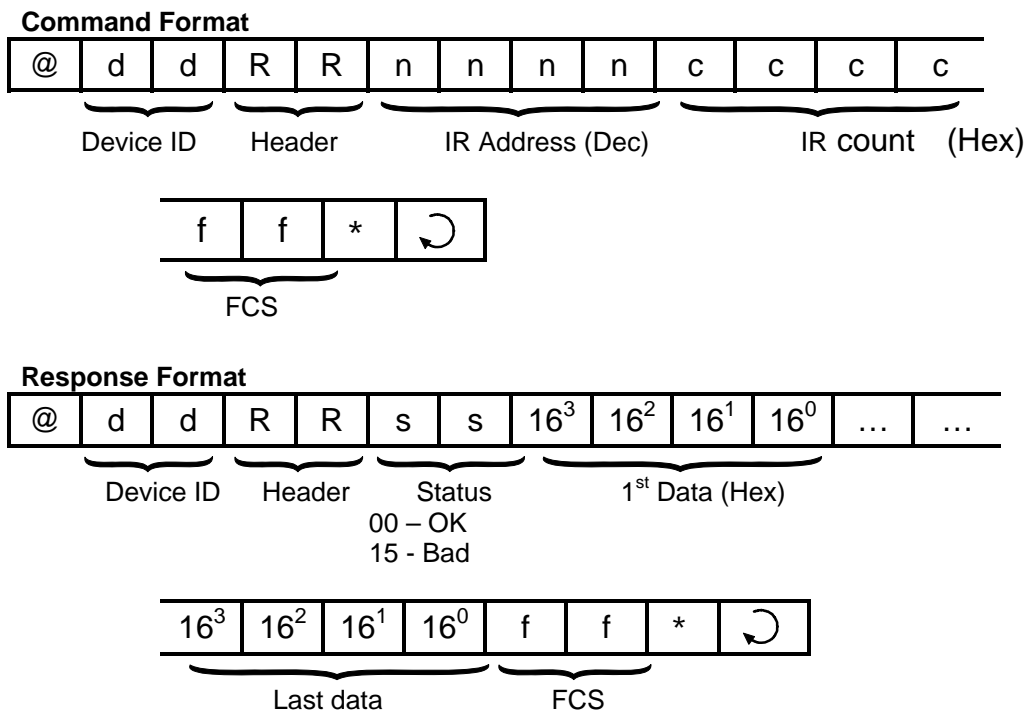 Command Format
@ d d R R n n n n c c c c
Device ID Header IR Address (Dec) IR count (Hex)
f f *
FCS
Response Format
@ d d R R s s 16³ 16² 16¹ 16⁰ … …
Device ID Header Status 1st Data (Hex)
00 – OK
15 - Bad
16³ 16² 16¹ 16⁰ f f *
Last data FCS